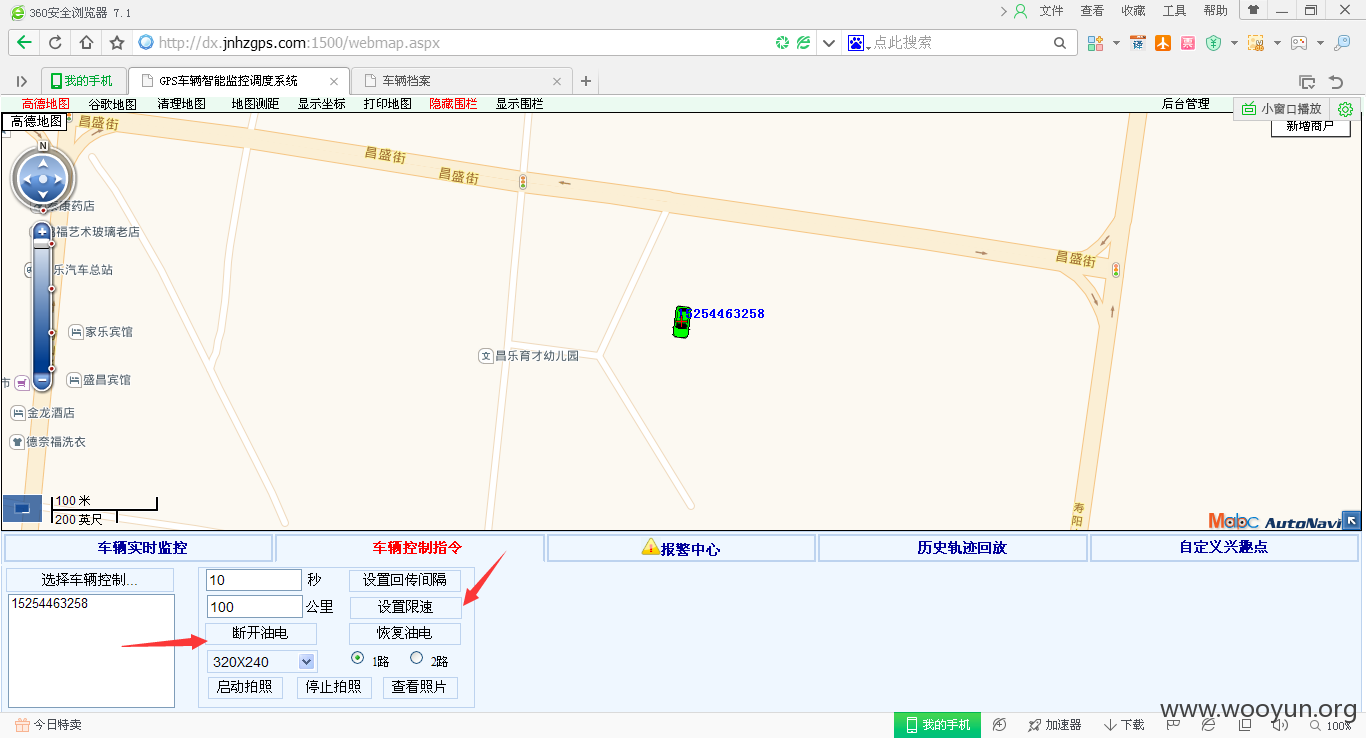 360安全浏览器 7.1
文件 查看 收藏 工具 帮助
http://dx.jnhzgps.com:1500/webmap.aspx
点此搜索
我的手机 GPS车辆智能监控调度系统 车辆档案
高德地图 谷歌地图 清理地图 地图测距 显示坐标 打印地图 隐藏围栏 显示围栏 后台管理 小窗口播放
高德地图
新增商户
昌盛街
昌盛街
昌盛街
昌盛街
N
康药店
福艺术玻璃老店
乐汽车总站
15254463258
家乐宾馆
文 昌乐育才幼儿园
市
盛昌宾馆
金龙酒店
德奈福洗衣
寿阳
100 米
200 英尺
Mabc AutoNavi
车辆实时监控 车辆控制指令 报警中心 历史轨迹回放 自定义兴趣点
选择车辆控制...
15254463258
10 秒 设置回传间隔
100 公里 设置限速
断开油电 恢复油电
320X240 1路 2路
启动拍照 停止拍照 查看照片
www.wooyun.org
今日特卖 我的手机 加速器 下载 100%